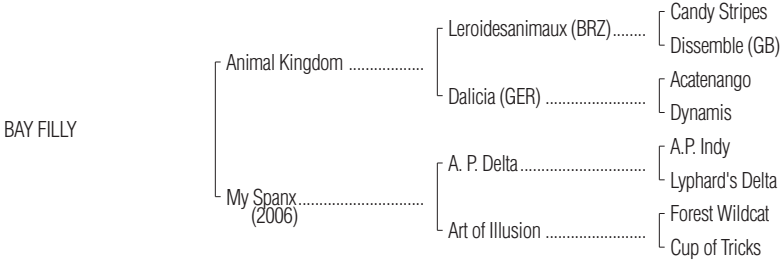 Candy Stripes
Leroidesanimaux (BRZ)........
Dissemble (GB)
Animal Kingdom ..................
Acatenango
Dalicia (GER) ........................
Dynamis
BAY FILLY
A.P. Indy
A. P. Delta..............................
Lyphard's Delta
My Spanx..............................
(2006)
Forest Wildcat
Art of Illusion ........................
Cup of Tricks